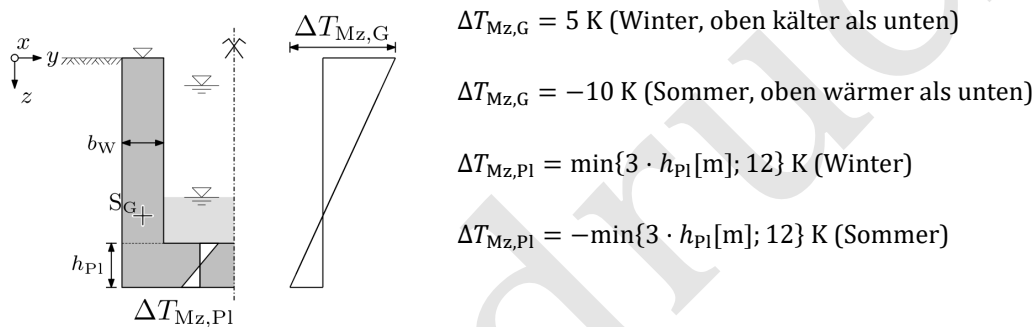 ΔT_Mz,G
ΔT_Mz,G = 5 K (Winter, oben kälter als unten)
x
y
z
ΔT_Mz,G = −10 K (Sommer, oben wärmer als unten)
b_W
ΔT_Mz,Pl = min{3 · h_Pl[m]; 12} K (Winter)
S_G
ΔT_Mz,Pl = −min{3 · h_Pl[m]; 12} K (Sommer)
h_Pl
ΔT_Mz,Pl